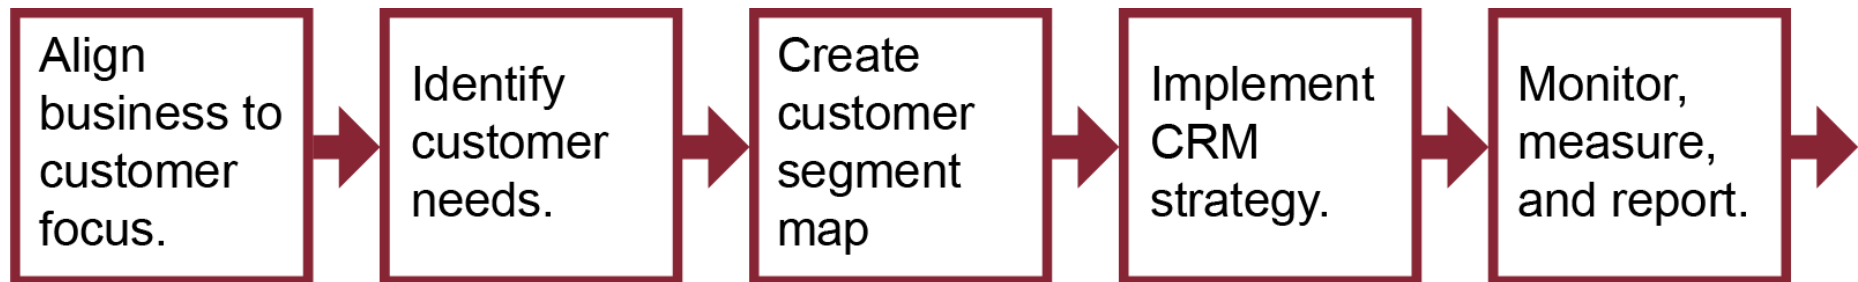 Align
business to
customer
focus.
Identify
customer
needs.
Create
customer
segment
map
Implement
CRM
strategy.
Monitor,
measure,
and report.